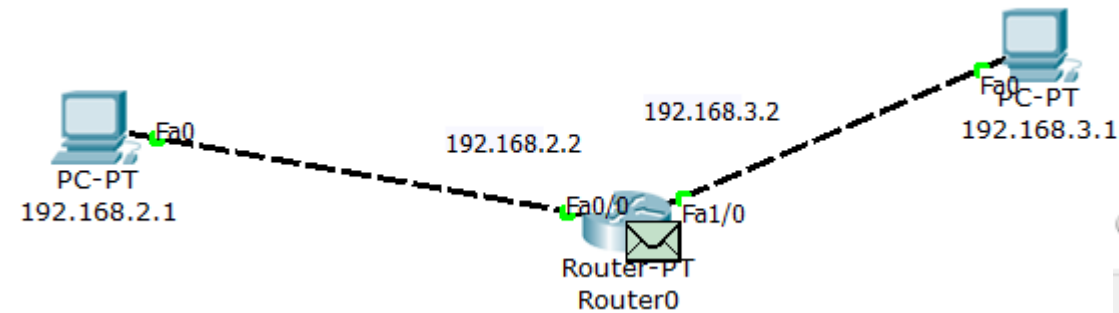 Fa0
PC-PT
192.168.2.1
192.168.2.2
Fa0/0
Router-PT
Router0
Fa1/0
192.168.3.2
Fa0
PC-PT
192.168.3.1